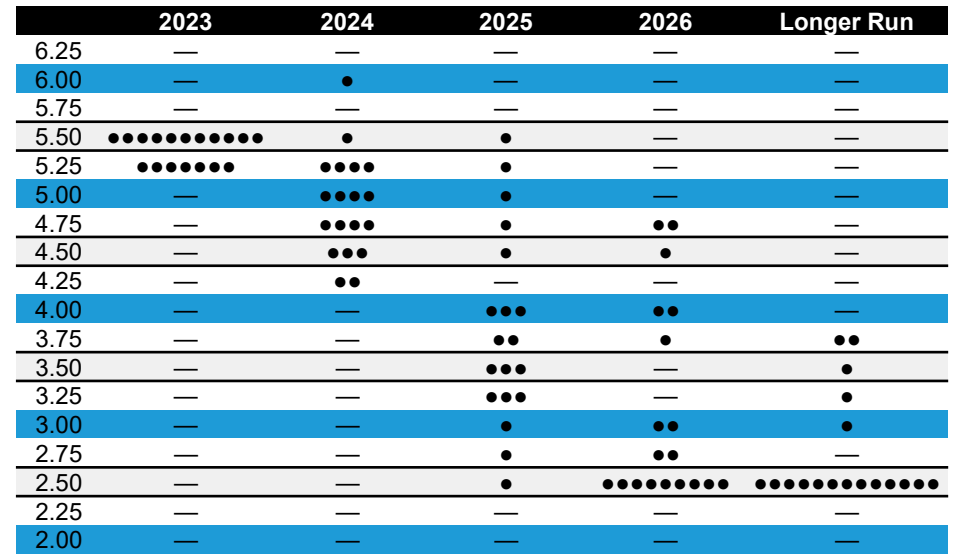 2023 2024 2025 2026 Longer Run
6.25 — — — — —
6.00 — ● — — —
5.75 — — — — —
5.50 ●●●●●●●●●●● ● ● — —
5.25 ●●●●●●● ●●●● ● — —
5.00 — ●●●● ● — —
4.75 — ●●●● ● ●● —
4.50 — ●●● ● ● —
4.25 — ●● — — —
4.00 — — ●●● ●● —
3.75 — — ●● ● ●●
3.50 — — ●●● — ●
3.25 — — ●●● — ●
3.00 — — ● ●● ●
2.75 — — ● ●● —
2.50 — — ● ●●●●●●●●● ●●●●●●●●●●●●●
2.25 — — — — —
2.00 — — — — —